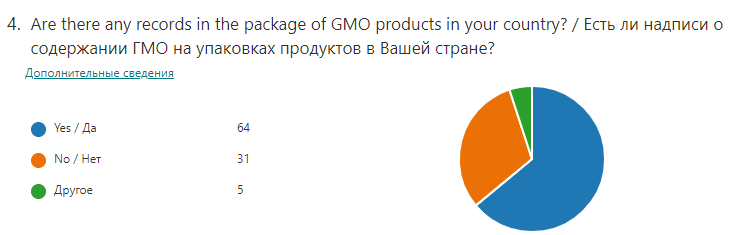 4. Are there any records in the package of GMO products in your country? / Есть ли надписи о
содержании ГМО на упаковках продуктов в Вашей стране?
Дополнительные сведения
Yes / Да 64
No / Нет 31
Другое 5